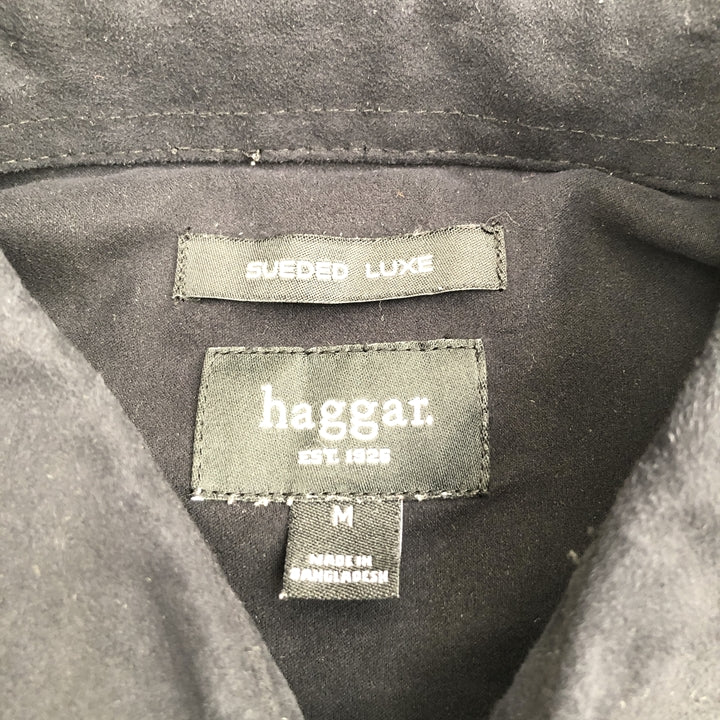 SUEDED LUXE
haggar.
EST. 1926
M
MADE IN
BANGLADESH